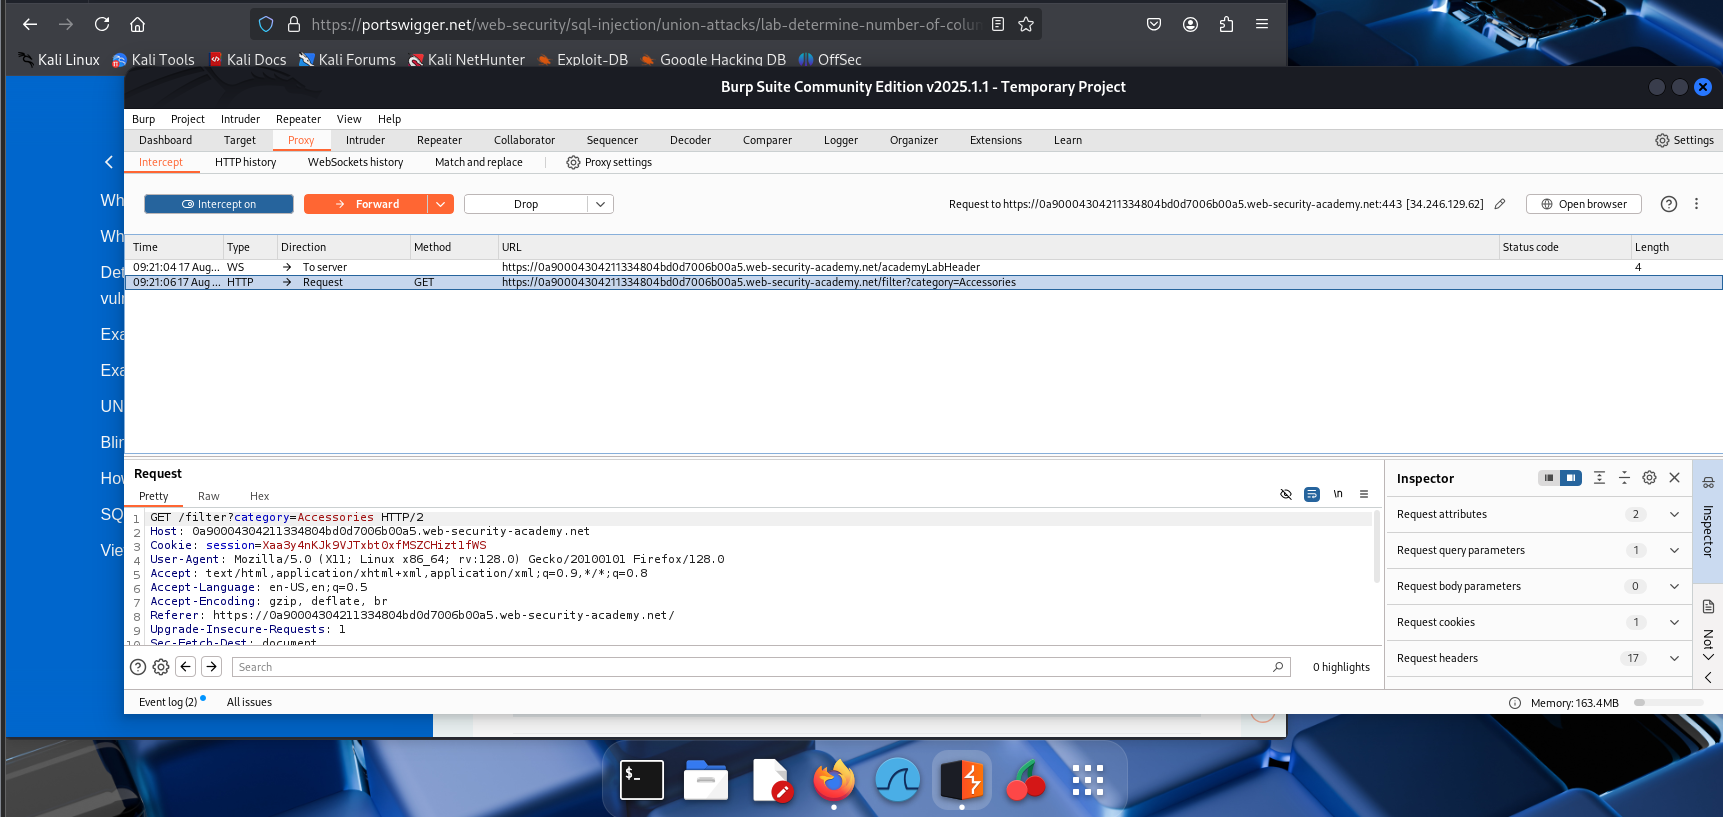 https://portswigger.net/web-security/sql-injection/union-attacks/lab-determine-number-of-colun
Kali Linux Kali Tools Kali Docs Kali Forums Kali NetHunter Exploit-DB Google Hacking DB OffSec
Burp Suite Community Edition v2025.1.1 - Temporary Project
Burp Project Intruder Repeater View Help
Dashboard Target Proxy Intruder Repeater Collaborator Sequencer Decoder Comparer Logger Organizer Extensions Learn Settings
Intercept HTTP history WebSockets history Match and replace Proxy settings
Intercept on Forward Drop Request to https://0a90004304211334804bd0d7006b00a5.web-security-academy.net:443 [34.246.129.62] Open browser
Time Type Direction Method URL Status code Length
09:21:04 17 Aug... WS To server https://0a90004304211334804bd0d7006b00a5.web-security-academy.net/academyLabHeader 4
09:21:06 17 Aug... HTTP Request GET https://0a90004304211334804bd0d7006b00a5.web-security-academy.net/filter?category=Accessories
Wh
Wh
Det
vuln
Exa
Exa
UN
Blin
How
SQ
Vie
Request
Pretty Raw Hex \n
1 GET /filter?category=Accessories HTTP/2
2 Host: 0a90004304211334804bd0d7006b00a5.web-security-academy.net
3 Cookie: session=Xaa3y4nKJk9VJTxbt0xfMSZCHizt1fWS
4 User-Agent: Mozilla/5.0 (X11; Linux x86_64; rv:128.0) Gecko/20100101 Firefox/128.0
5 Accept: text/html,application/xhtml+xml,application/xml;q=0.9,*/*;q=0.8
6 Accept-Language: en-US,en;q=0.5
7 Accept-Encoding: gzip, deflate, br
8 Referer: https://0a90004304211334804bd0d7006b00a5.web-security-academy.net/
9 Upgrade-Insecure-Requests: 1
10 Sec-Fetch-Dest: document
Search 0 highlights
Inspector
Request attributes 2
Request query parameters 1
Request body parameters 0
Request cookies 1
Request headers 17
Inspector
Not
Event log (2) All issues Memory: 163.4MB
$_